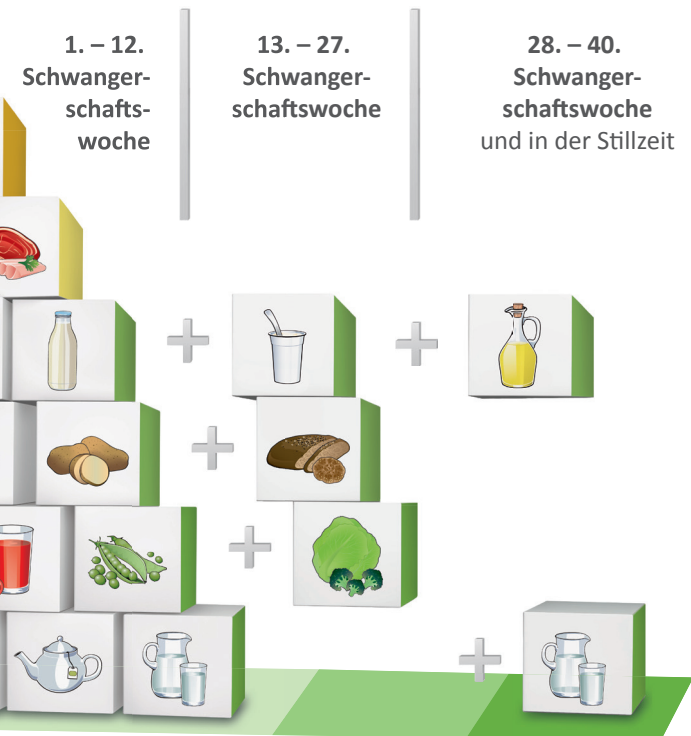 1. – 12.
Schwanger-
schafts-
woche
13. – 27.
Schwanger-
schaftswoche
28. – 40.
Schwanger-
schaftswoche
und in der Stillzeit